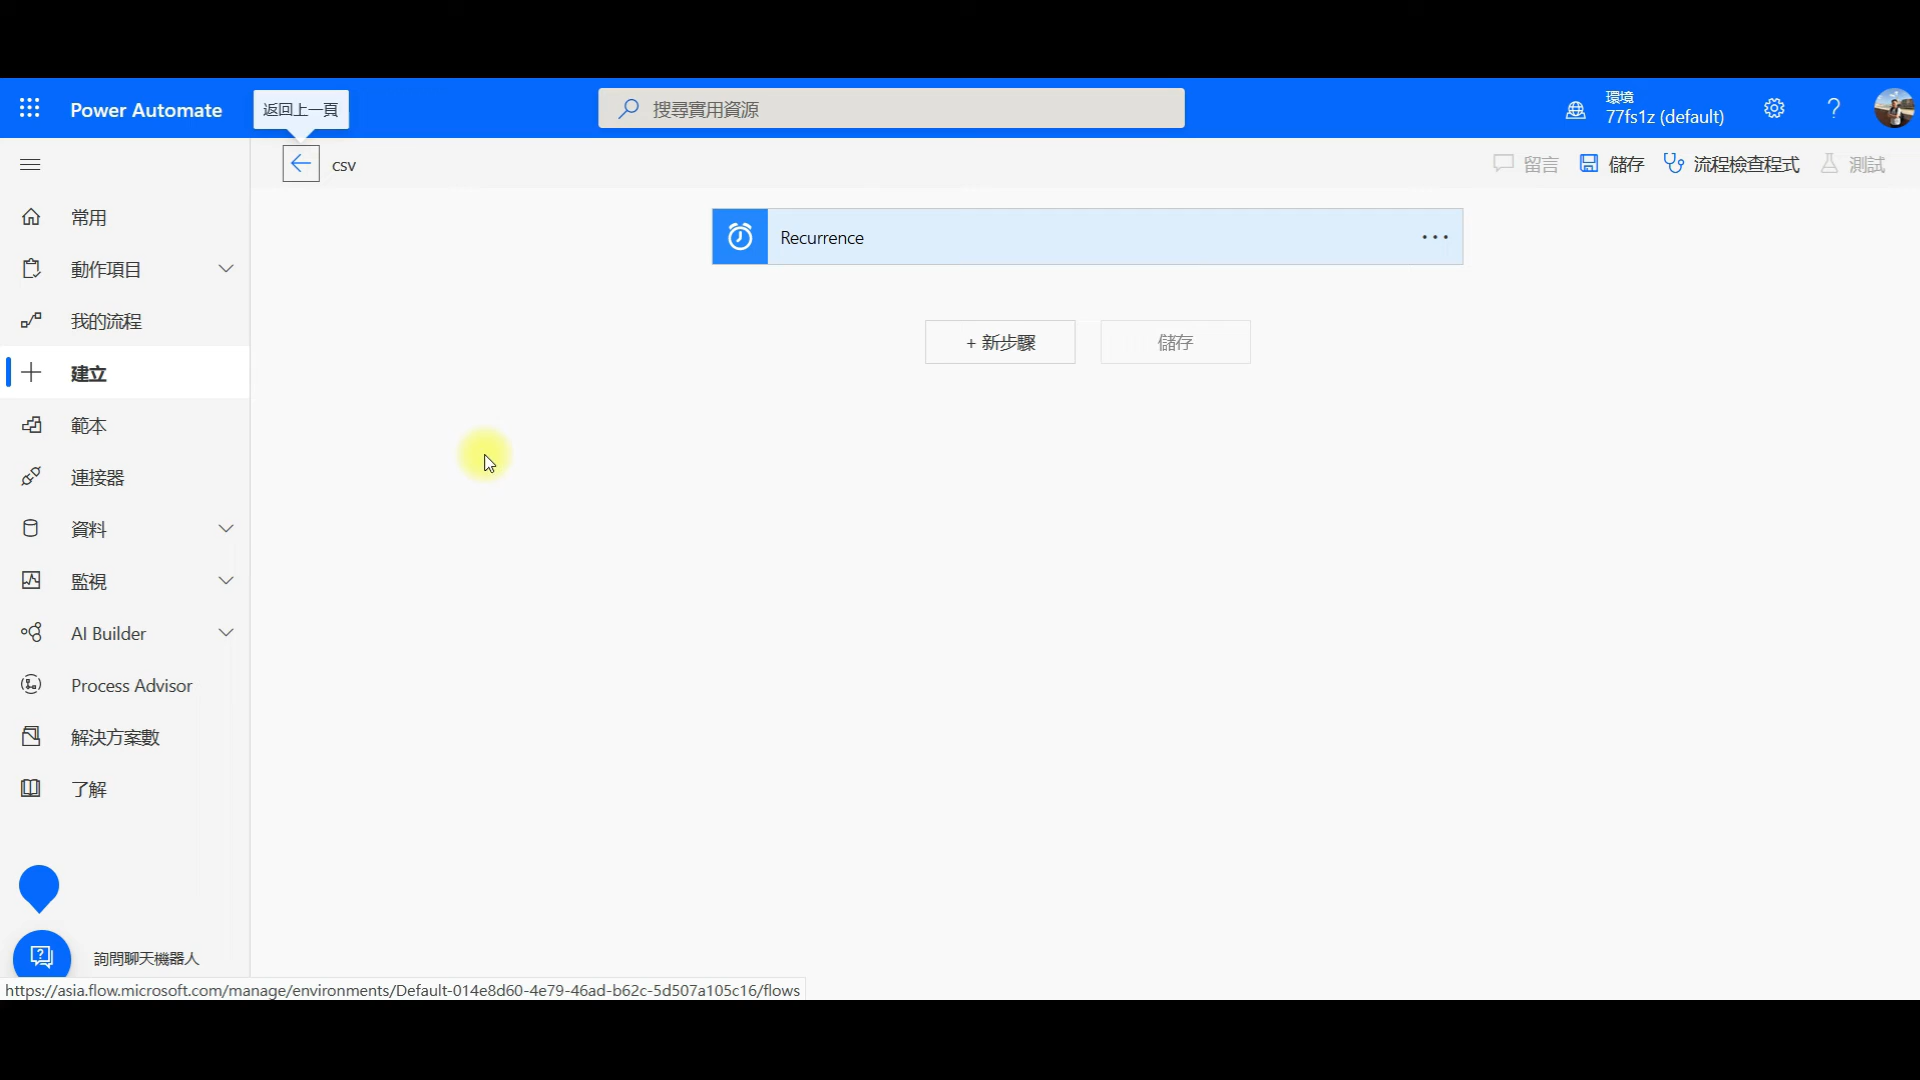 Power Automate
返回上一頁
搜尋實用資源
環境
77fs1z (default)
?
csv
留言
儲存
流程檢查程式
測試
常用
動作項目
我的流程
建立
範本
連接器
資料
監視
AI Builder
Process Advisor
解決方案數
了解
詢問聊天機器人
Recurrence
+ 新步驟
儲存
https://asia.flow.microsoft.com/manage/environments/Default-014e8d60-4e79-46ad-b62c-5d507a105c16/flows